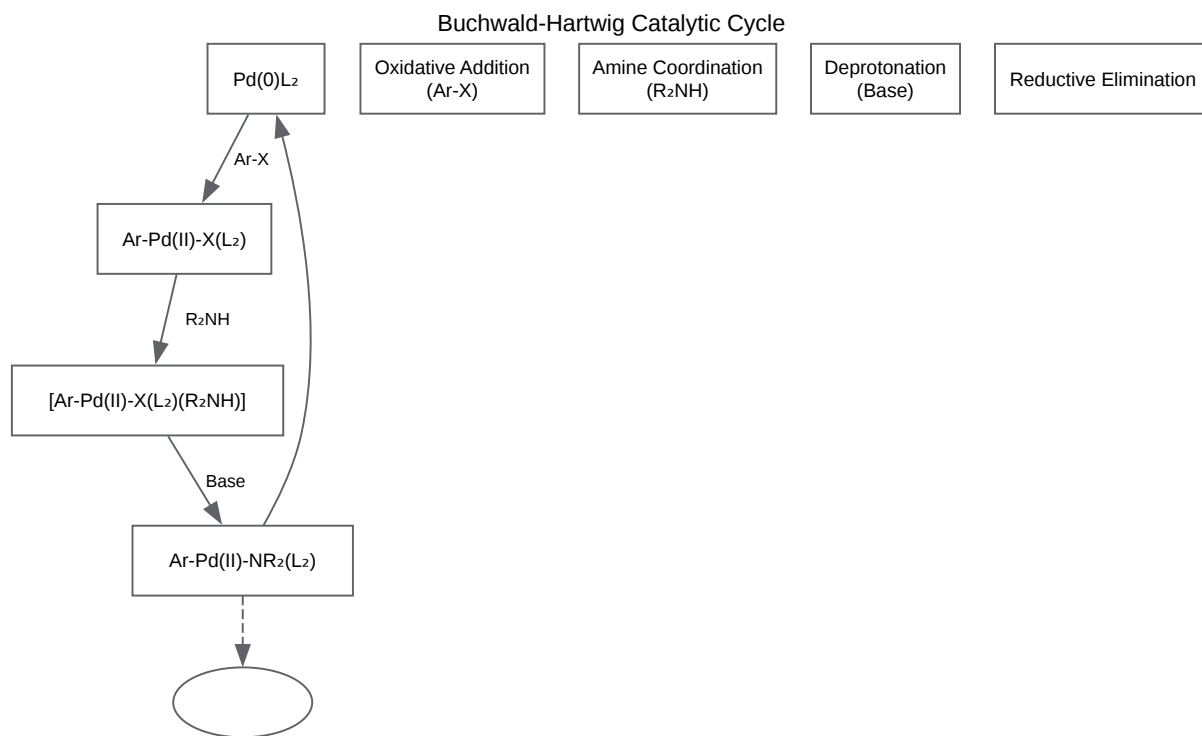 Buchwald-Hartwig Catalytic Cycle
Pd(0)L₂
Oxidative Addition
(Ar-X)
Amine Coordination
(R₂NH)
Deprotonation
(Base)
Reductive Elimination
Ar-X
Ar-Pd(II)-X(L₂)
R₂NH
[Ar-Pd(II)-X(L₂)(R₂NH)]
Base
Ar-Pd(II)-NR₂(L₂)